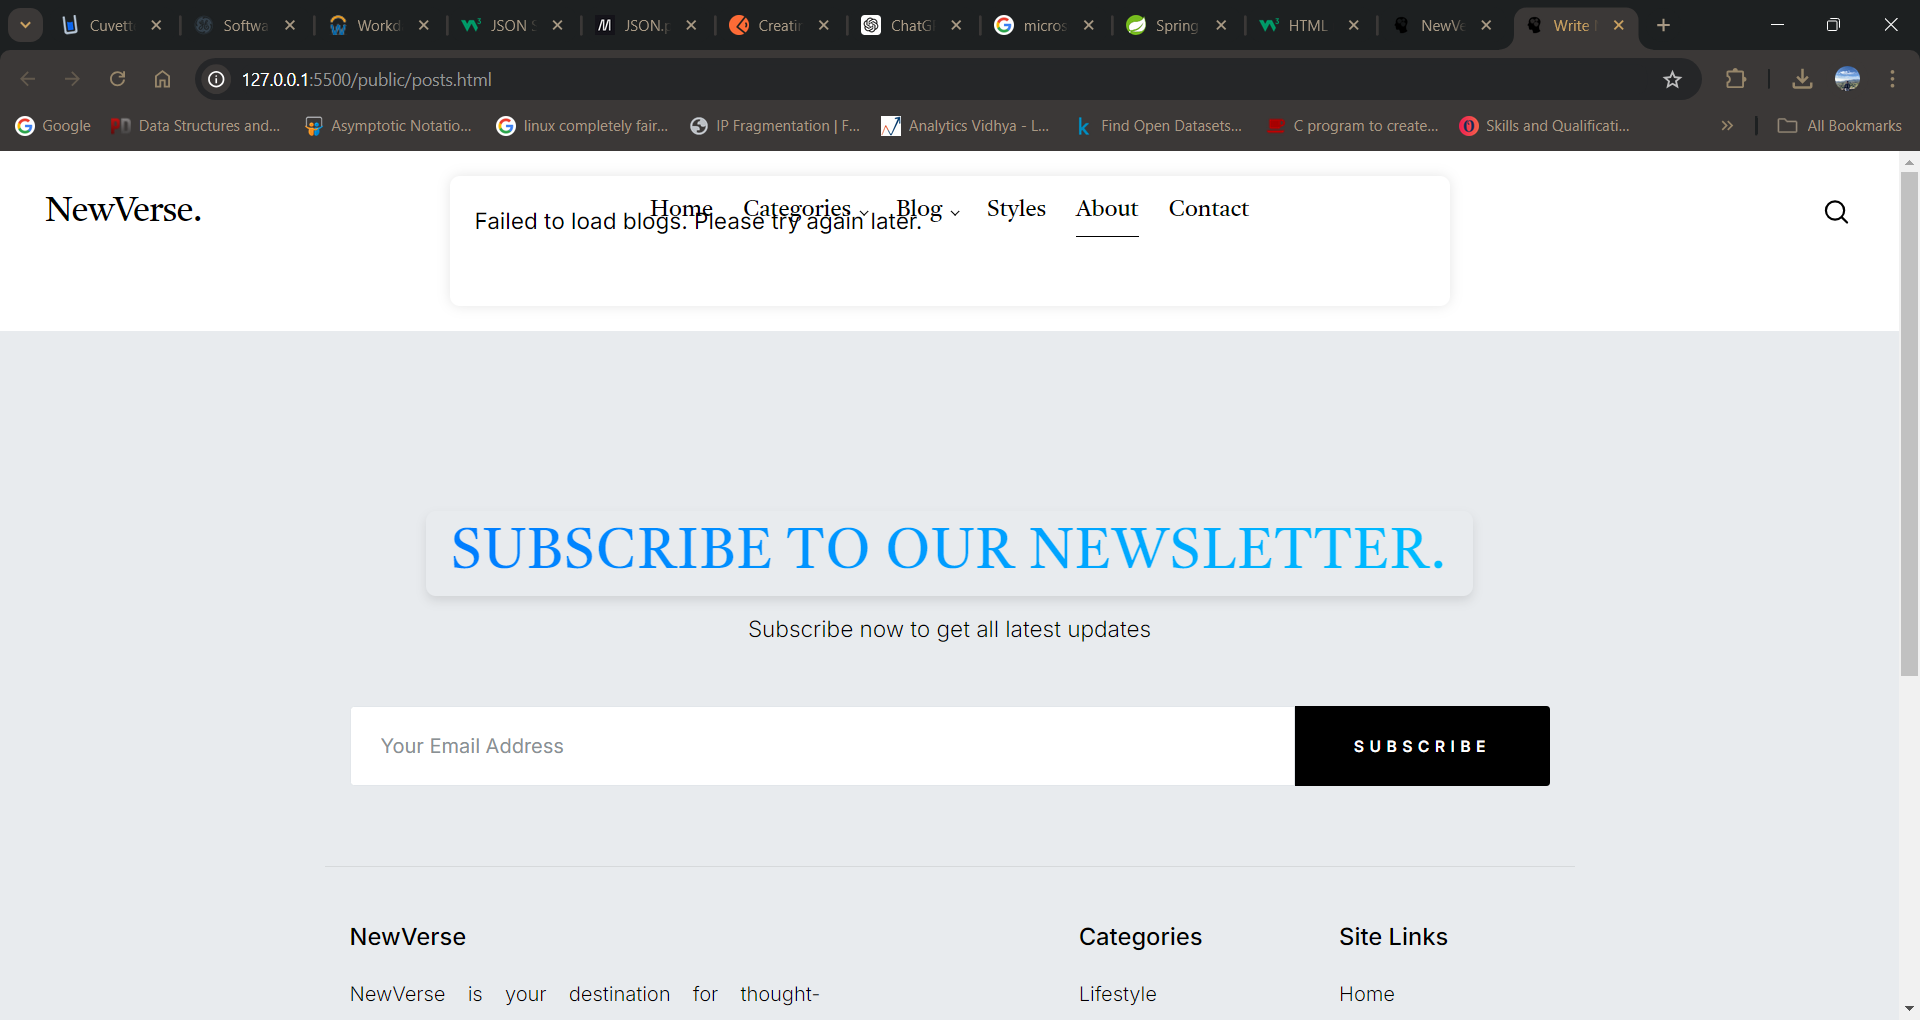 Cuvett
Softwa
Workd
JSON S
JSON.p
Creatin
ChatG
micros
Spring
HTML
NewVe
Write
127.0.0.1:5500/public/posts.html
Google
Data Structures and...
Asymptotic Notatio...
linux completely fair...
IP Fragmentation | F...
Analytics Vidhya - L...
Find Open Datasets...
C program to create...
Skills and Qualificati...
All Bookmarks
NewVerse.
Home Categories Blog Styles About Contact
Failed to load blogs. Please try again later.
SUBSCRIBE TO OUR NEWSLETTER.
Subscribe now to get all latest updates
Your Email Address
SUBSCRIBE
NewVerse
Categories
Site Links
NewVerse is your destination for thought-
Lifestyle
Home